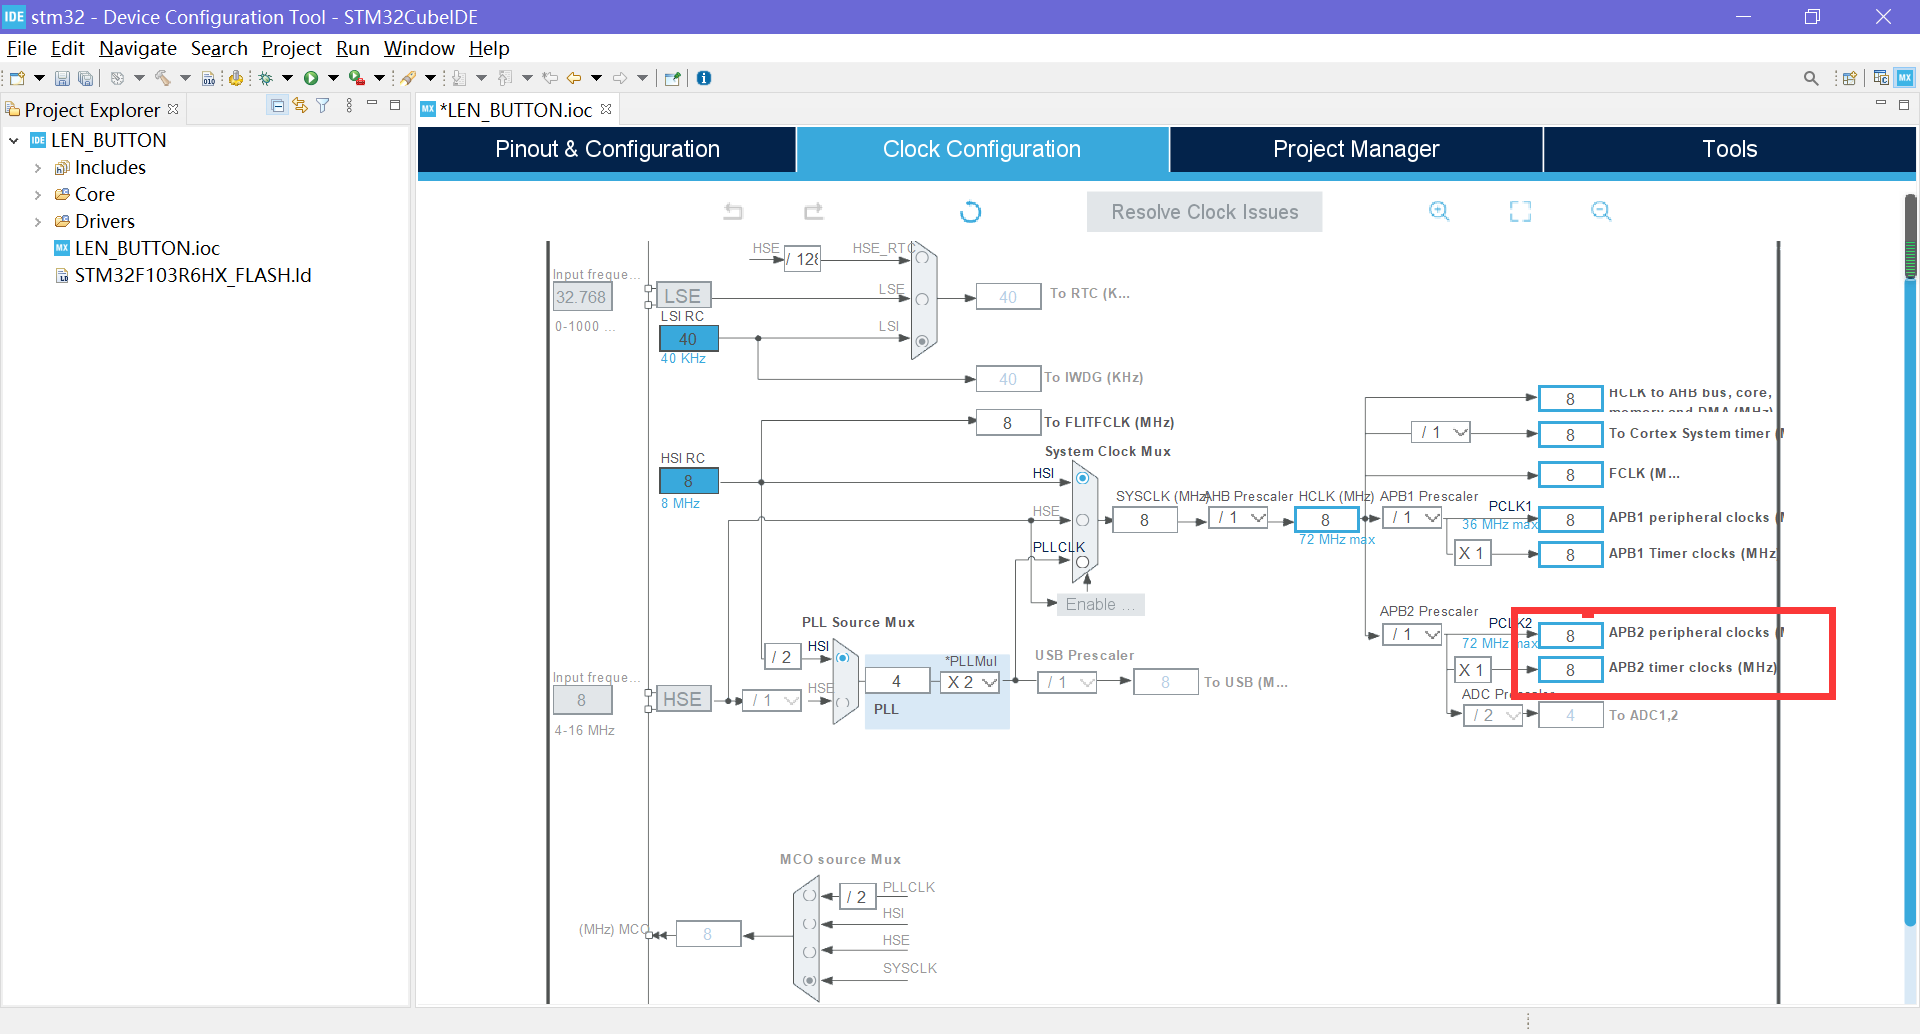 IDE stm32 - Device Configuration Tool - STM32CubeIDE
File Edit Navigate Search Project Run Window Help
Project Explorer
*LEN_BUTTON.ioc
IDE LEN_BUTTON
Includes
Core
Drivers
MX LEN_BUTTON.ioc
STM32F103R6HX_FLASH.ld
Pinout & Configuration
Clock Configuration
Project Manager
Tools
Resolve Clock Issues
HSE
/ 128
HSE_RTC
Input freque...
32.768
0-1000 ...
LSE
LSE
40
To RTC (K...
LSI RC
40
40 KHz
LSI
40
To IWDG (KHz)
8
To FLITFCLK (MHz)
HSI RC
8
8 MHz
System Clock Mux
HSI
HSE
PLLCLK
Enable ...
SYSCLK (MHz)
8
AHB Prescaler
/ 1
HCLK (MHz)
8
72 MHz max
APB1 Prescaler
/ 1
8
HCLK to AHB bus, core,
memory and DMA (MHz)
/ 1
8
To Cortex System timer (M
8
FCLK (M...
PCLK1
36 MHz max
8
APB1 peripheral clocks (M
X 1
8
APB1 Timer clocks (MHz
APB2 Prescaler
/ 1
PCLK2
72 MHz max
8
APB2 peripheral clocks (M
X 1
8
APB2 timer clocks (MHz)
ADC Prescaler
/ 2
4
To ADC1,2
PLL Source Mux
/ 2
HSI
Input freque...
8
4-16 MHz
HSE
/ 1
HSE
4
*PLLMul
X 2
PLL
USB Prescaler
/ 1
8
To USB (M...
MCO source Mux
/ 2
PLLCLK
HSI
HSE
SYSCLK
(MHz) MCO
8